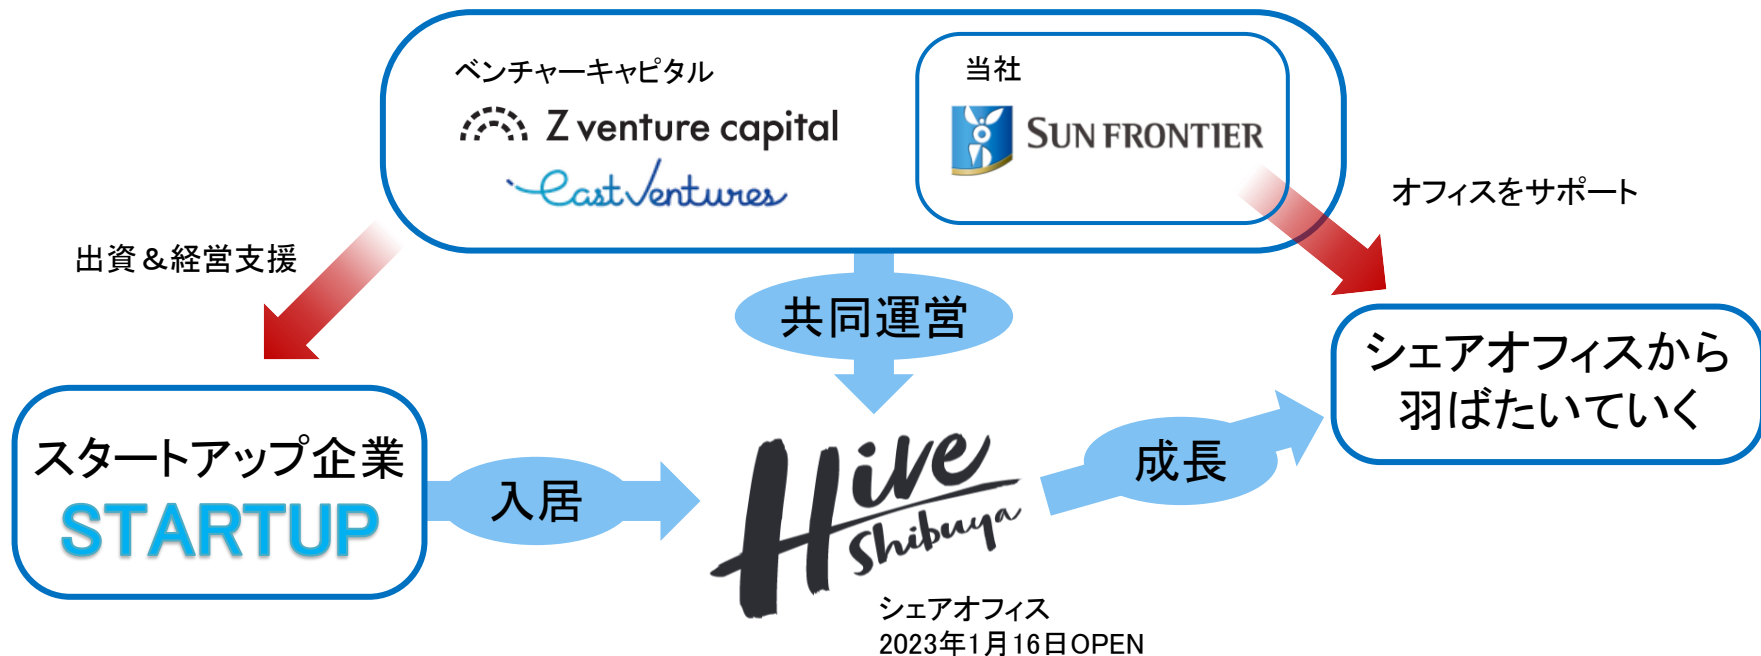 ベンチャーキャピタル
Z venture capital
East Ventures
当社
SUN FRONTIER
オフィスをサポート
出資＆経営支援
共同運営
シェアオフィスから
羽ばたいていく
スタートアップ企業
STARTUP
入居
Hive
Shibuya
成長
シェアオフィス
2023年1月16日OPEN